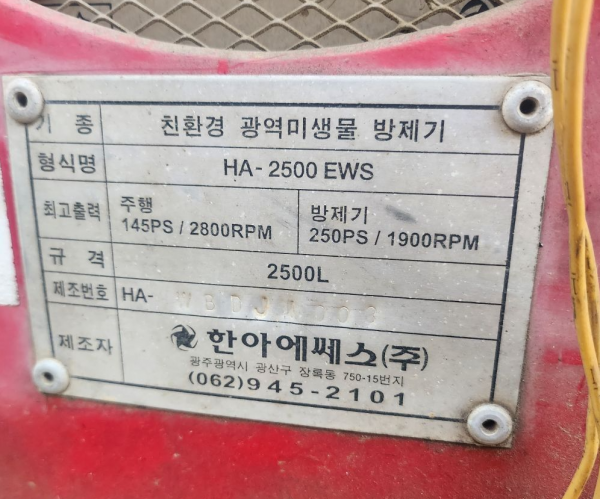 기 종 친환경 광역미생물 방제기
형식명 HA- 2500 EWS
최고출력 주행 145PS / 2800RPM 방제기 250PS / 1900RPM
규 격 2500L
제조번호 HA-
제조자 한아에쎄스(주)
광주광역시 광산구 장록동 750-15번지
(062)945-2101